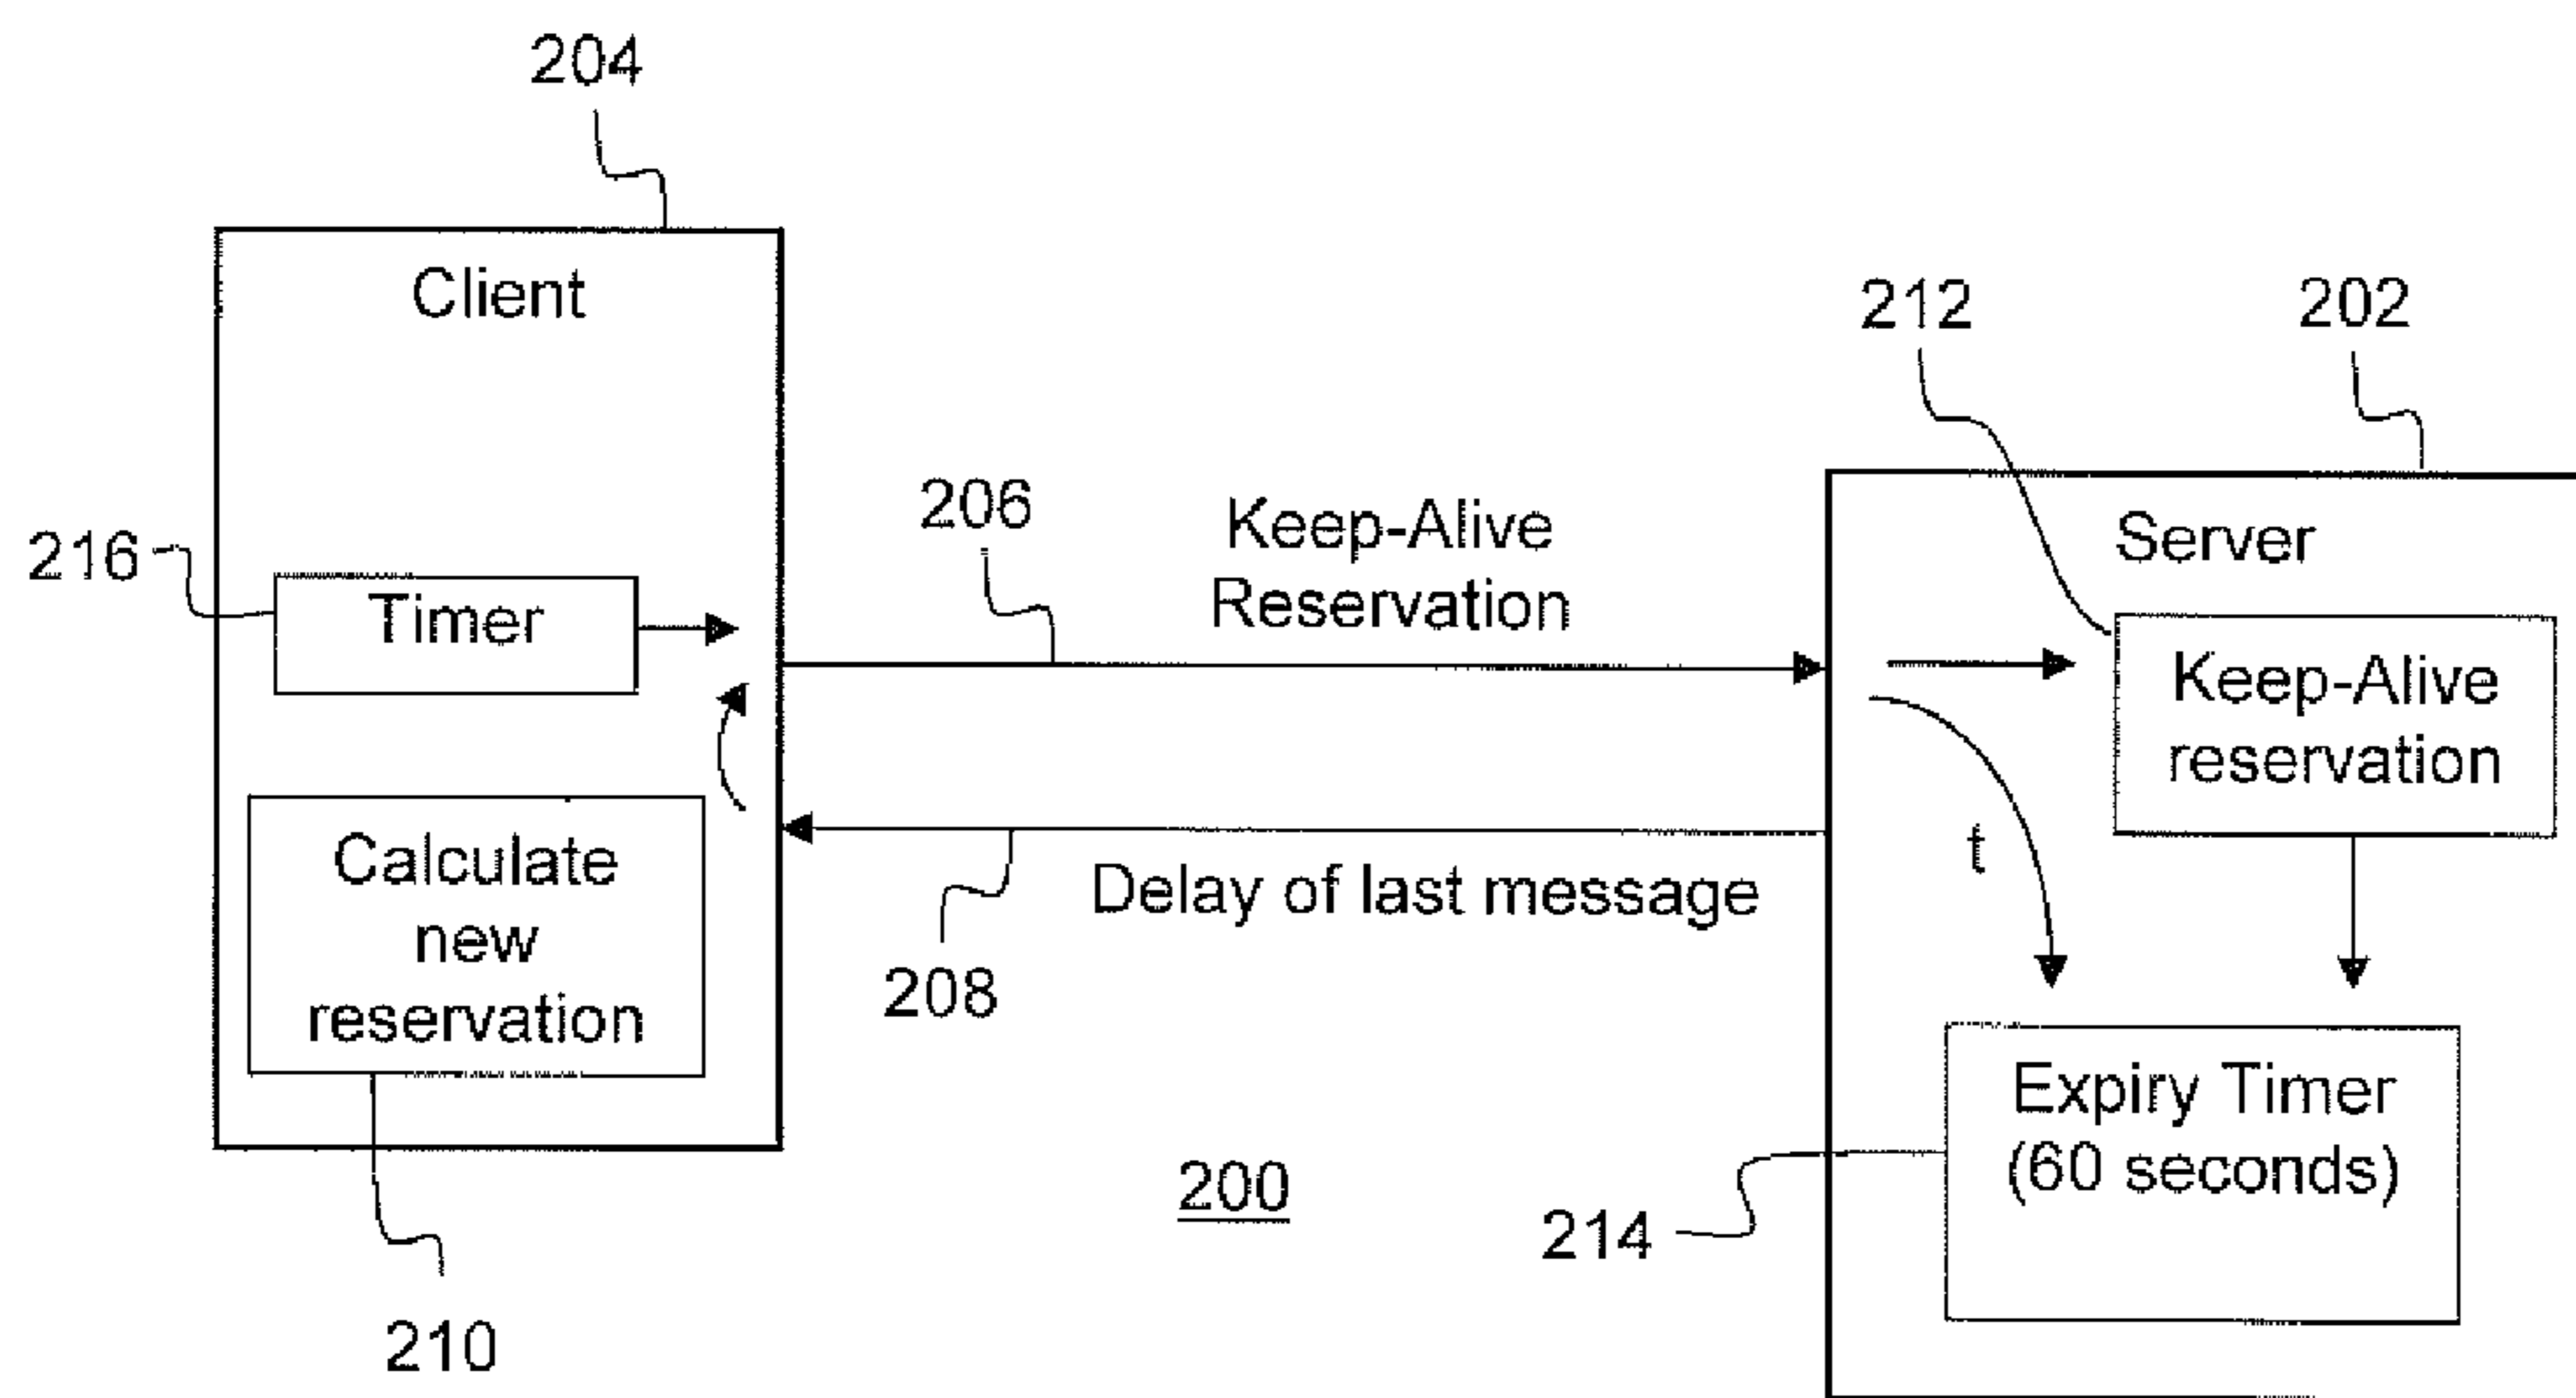 204
Client
212
202
206
Keep-Alive
Reservation
Server
216
Timer
Keep-Alive
reservation
t
Calculate
new
reservation
Delay of last message
208
Expiry Timer
(60 seconds)
200
214
210